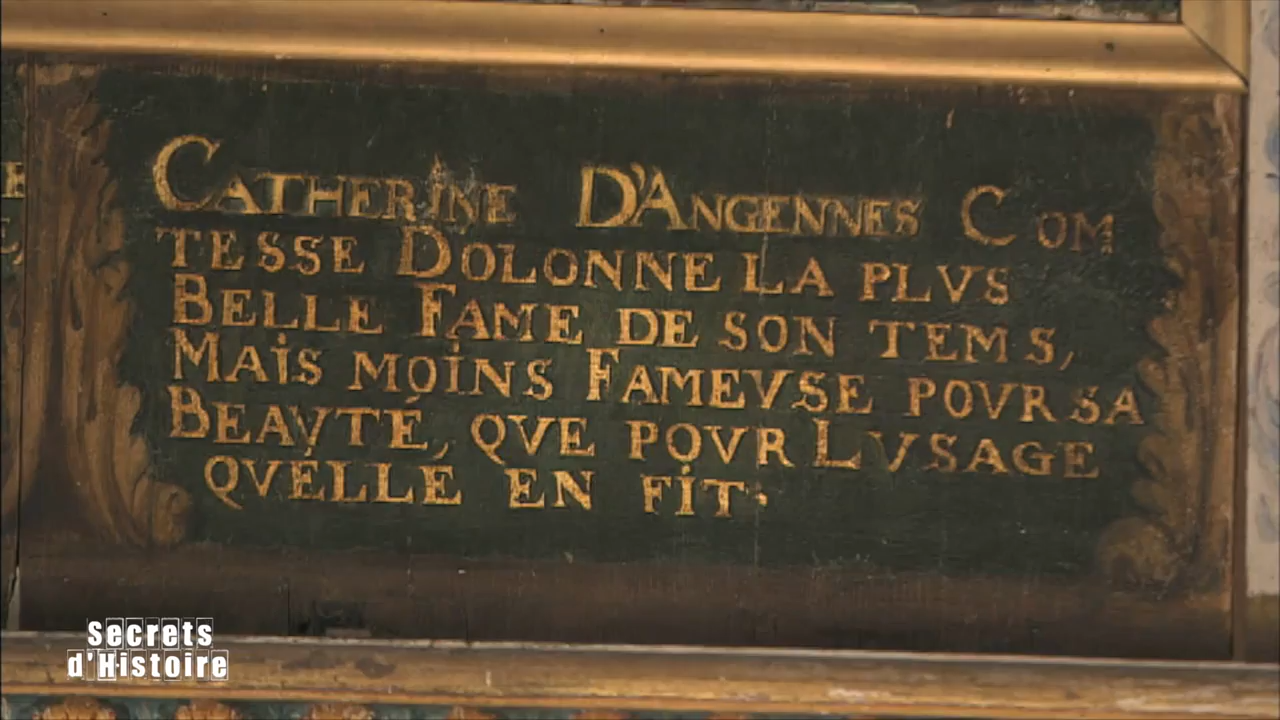 CATHERINE D'ANGENNES COM
TESSE DOLONNE LA PLVS
BELLE FAME DE SON TEMS,
MAIS MOINS FAMEVSE POVR SA
BEAVTÉ, QVE POVR LVSAGE
QVÉLLE EN FIT;
Secrets
d'Histoire